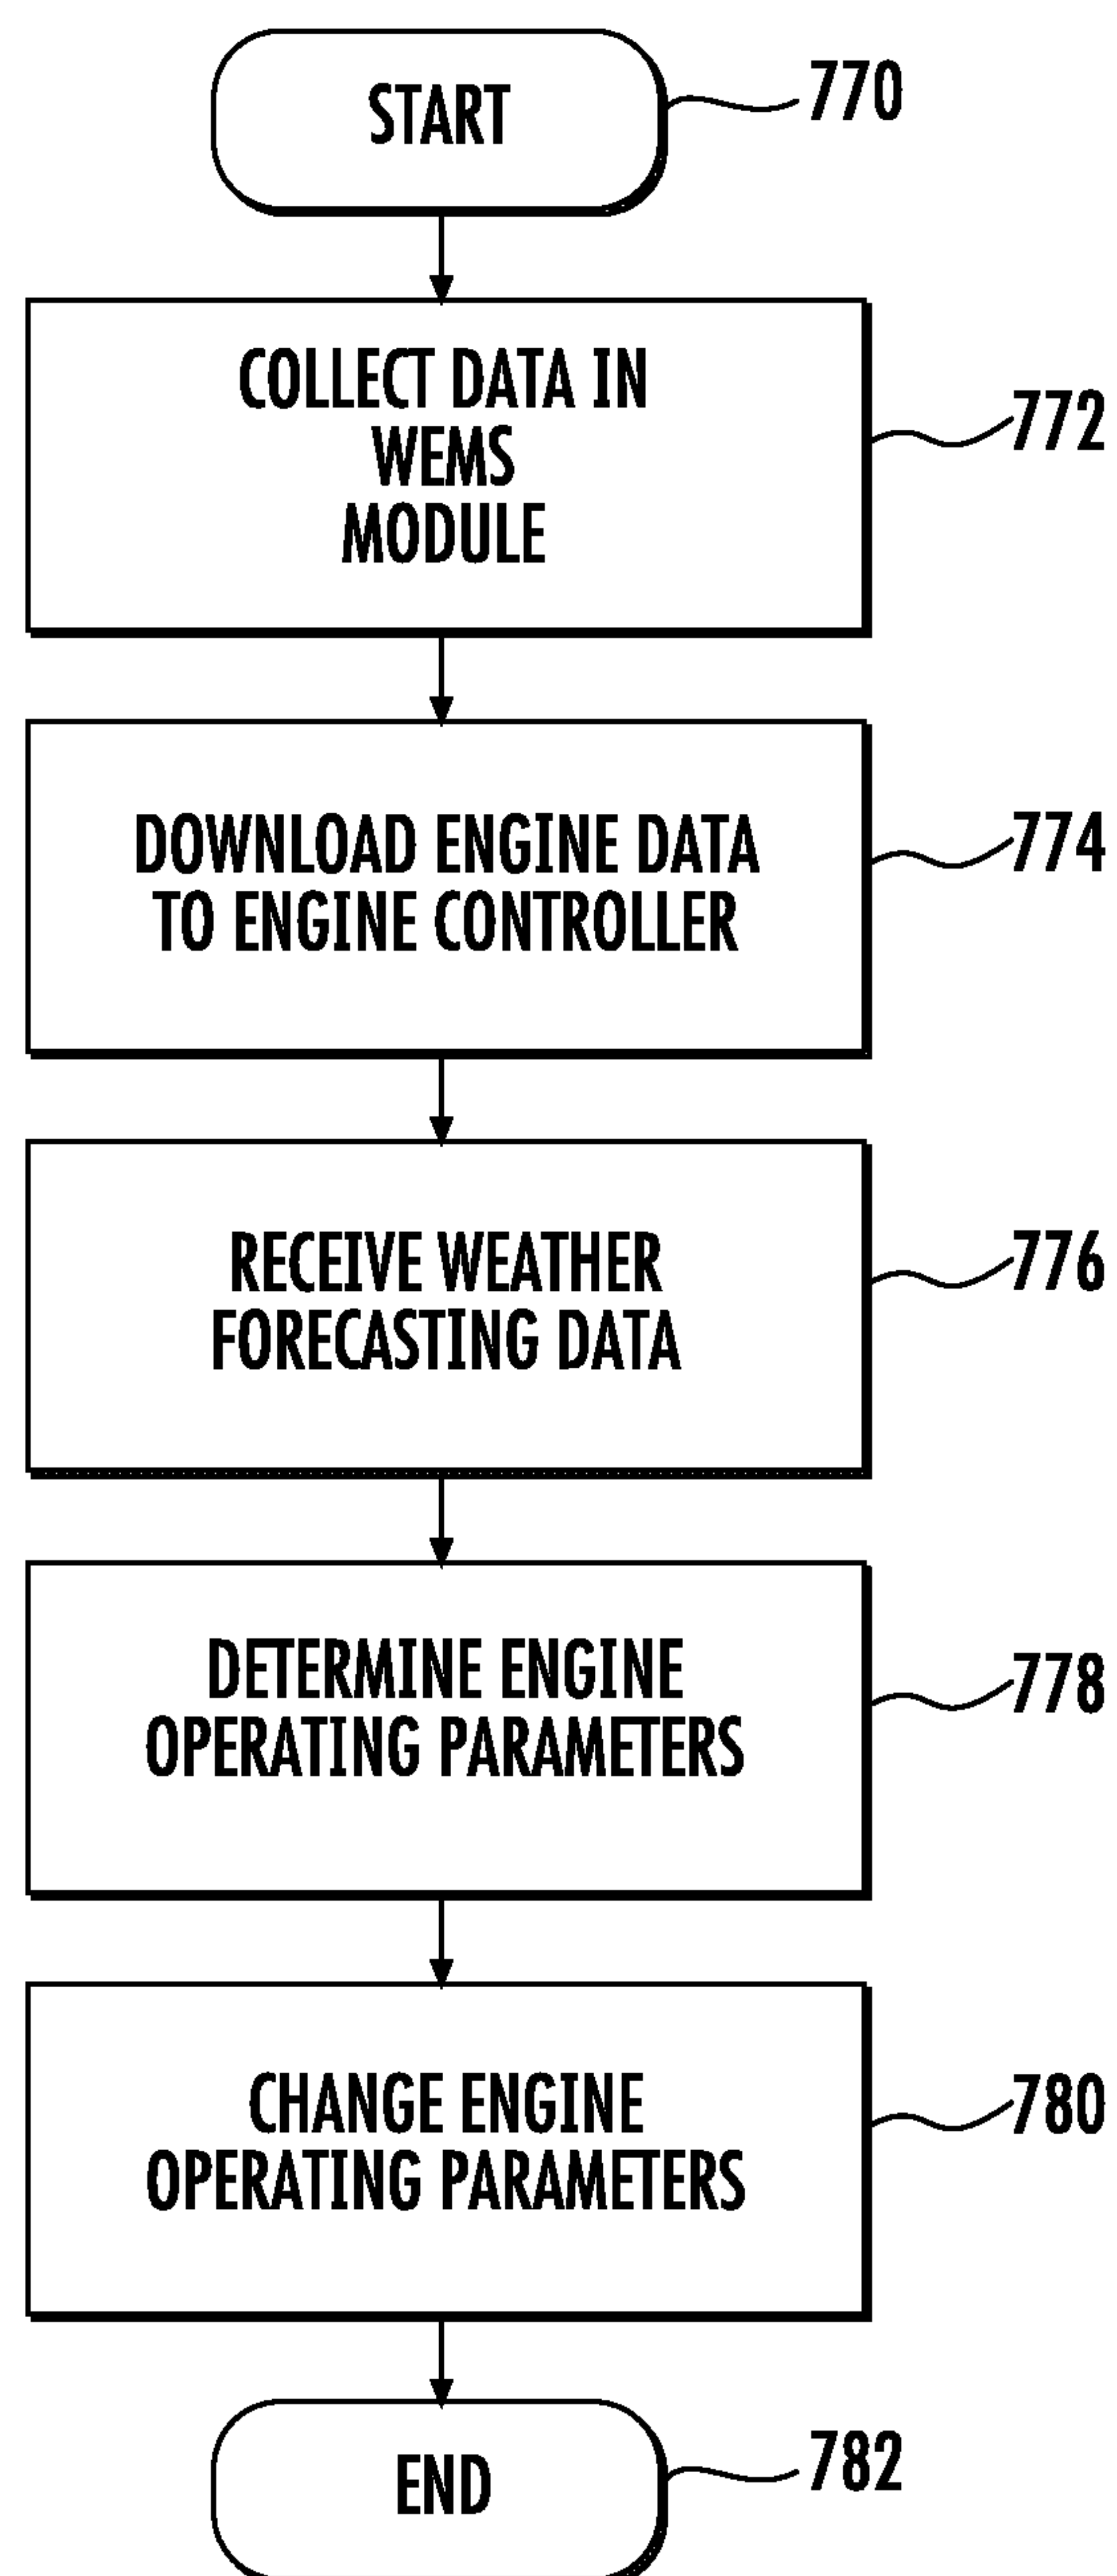 START
770
COLLECT DATA IN
WEMS
MODULE
772
DOWNLOAD ENGINE DATA
TO ENGINE CONTROLLER
774
RECEIVE WEATHER
FORECASTING DATA
776
DETERMINE ENGINE
OPERATING PARAMETERS
778
CHANGE ENGINE
OPERATING PARAMETERS
780
END
782